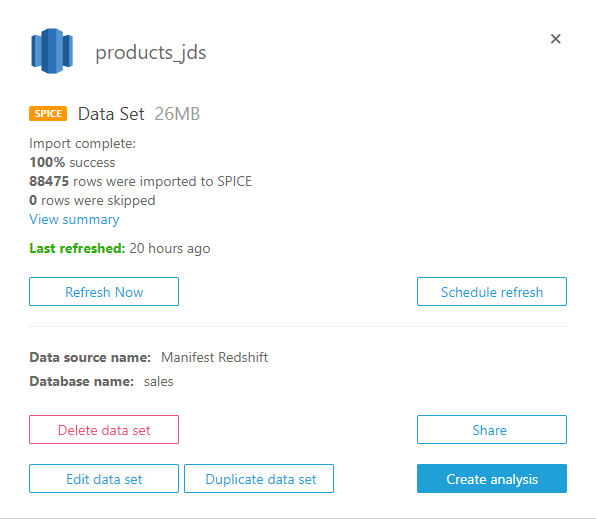 products_jds
SPICE Data Set 26MB
Import complete:
100% success
88475 rows were imported to SPICE
0 rows were skipped
View summary
Last refreshed: 20 hours ago
Refresh Now Schedule refresh
Data source name: Manifest Redshift
Database name: sales
Delete data set Share
Edit data set Duplicate data set Create analysis